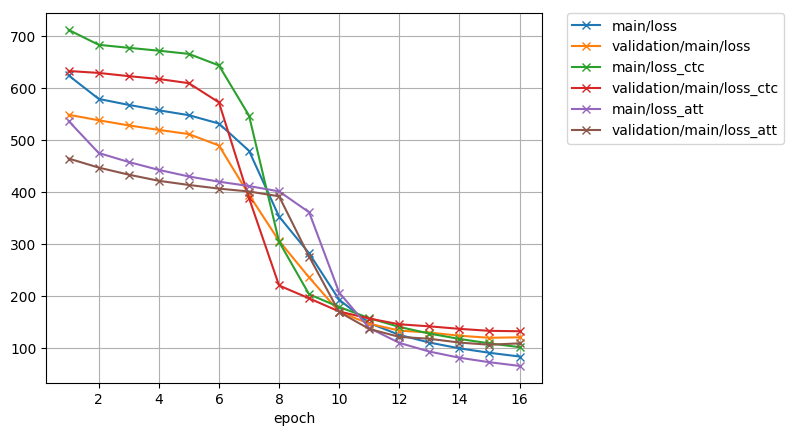 700
600
500
400
300
200
100
2 4 6 8 10 12 14 16
epoch
main/loss
validation/main/loss
main/loss_ctc
validation/main/loss_ctc
main/loss_att
validation/main/loss_att